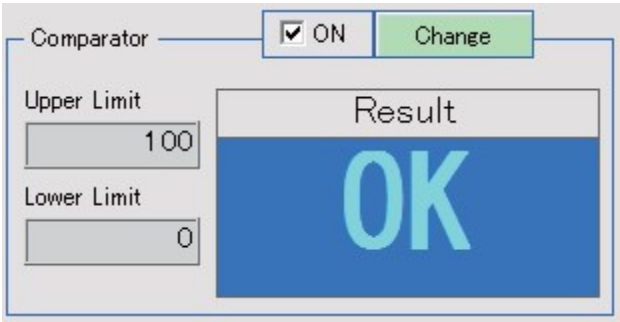 Comparator
ON
Change
Upper Limit
100
Lower Limit
0
Result
OK